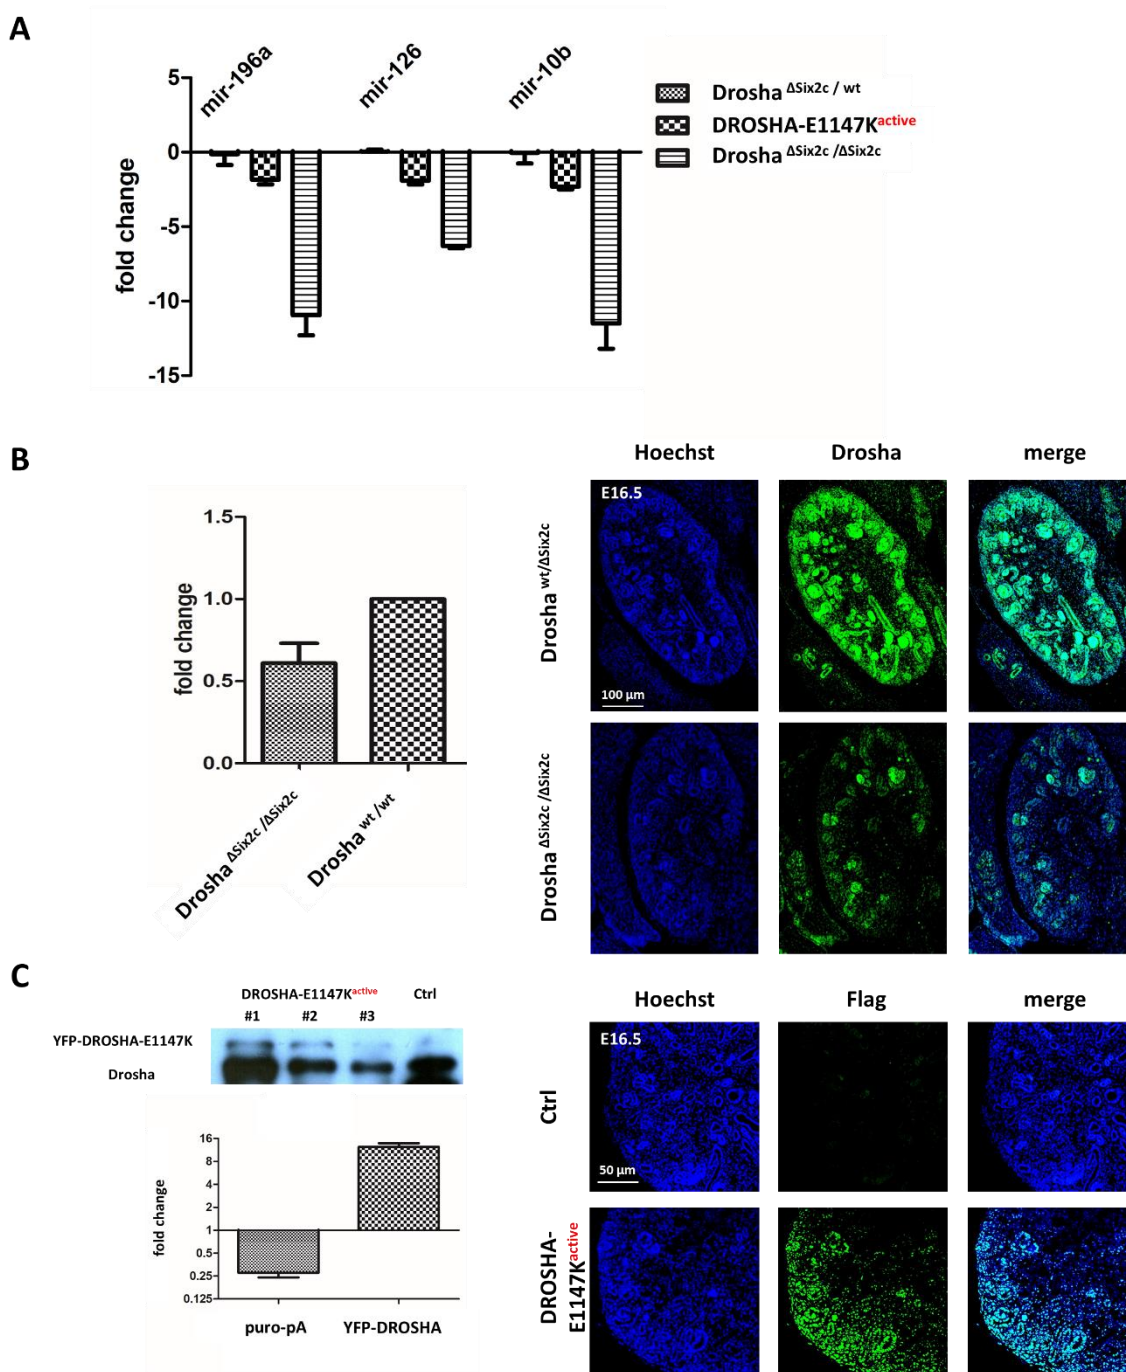 A
mir-196a
mir-126
mir-10b
5
0
-5
-10
-15
fold change
Drosha ΔSix2c / wt
DROSHA-E1147K active
Drosha ΔSix2c /ΔSix2c
B
1.5
1.0
0.5
0.0
fold change
Drosha ΔSix2c /ΔSix2c
Drosha wt /wt
Hoechst Drosha merge
Drosha wt/ΔSix2c
E16.5
100 µm
Drosha ΔSix2c /ΔSix2c
C
DROSHA-E1147K active Ctrl
#1 #2 #3
YFP-DROSHA-E1147K
Drosha
16
8
4
2
1
0.5
0.25
0.125
fold change
puro-pA YFP-DROSHA
Hoechst Flag merge
Ctrl
E16.5
50 µm
DROSHA-
E1147K active